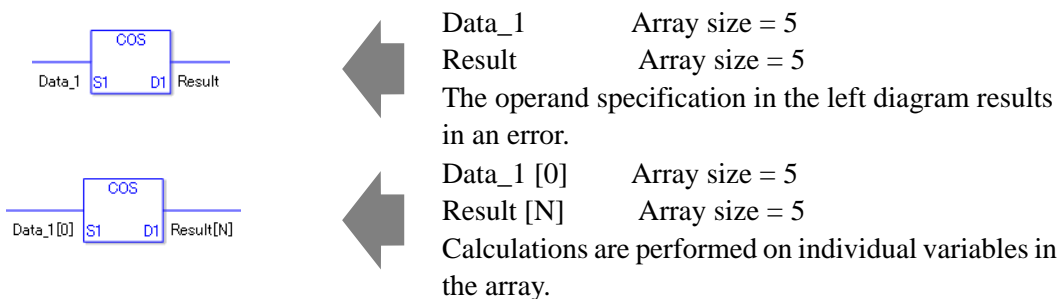 COS
Data_1 S1 D1 Result
Data_1 Array size = 5
Result Array size = 5
The operand specification in the left diagram results
in an error.
COS
Data_1[0] S1 D1 Result[N]
Data_1 [0] Array size = 5
Result [N] Array size = 5
Calculations are performed on individual variables in
the array.